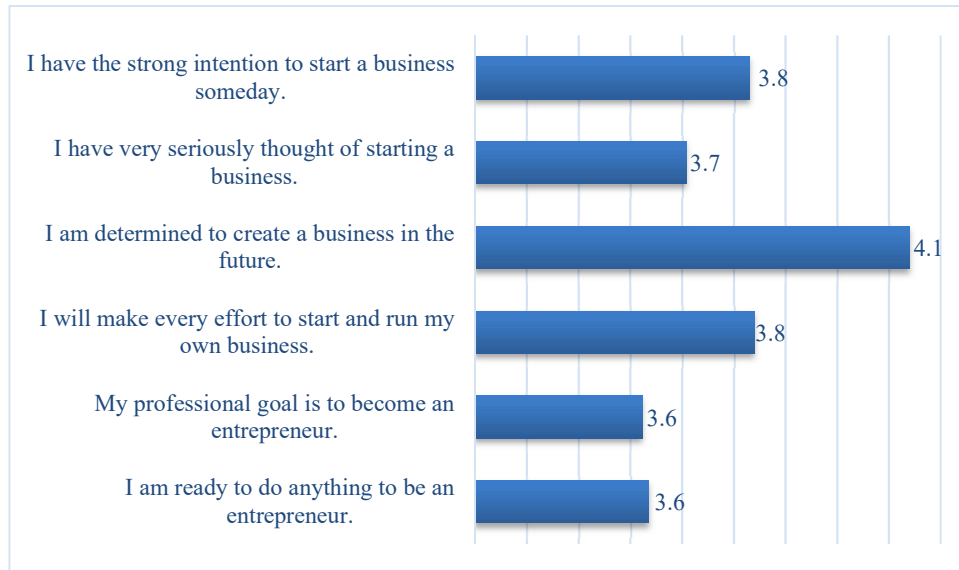 I have the strong intention to start a business
someday.
3.8
I have very seriously thought of starting a
business.
3.7
I am determined to create a business in the
future.
4.1
I will make every effort to start and run my
own business.
3.8
My professional goal is to become an
entrepreneur.
3.6
I am ready to do anything to be an
entrepreneur.
3.6